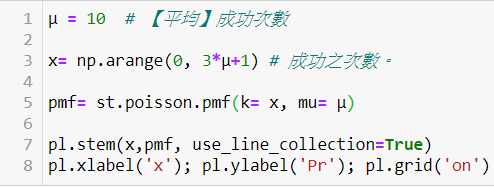 1 μ = 10  # 【平均】成功次數
2
3 x= np.arange(0, 3*μ+1) # 成功之次數。
4
5 pmf= st.poisson.pmf(k= x, mu= μ)
6
7 pl.stem(x,pmf, use_line_collection=True)
8 pl.xlabel('x'); pl.ylabel('Pr'); pl.grid('on')